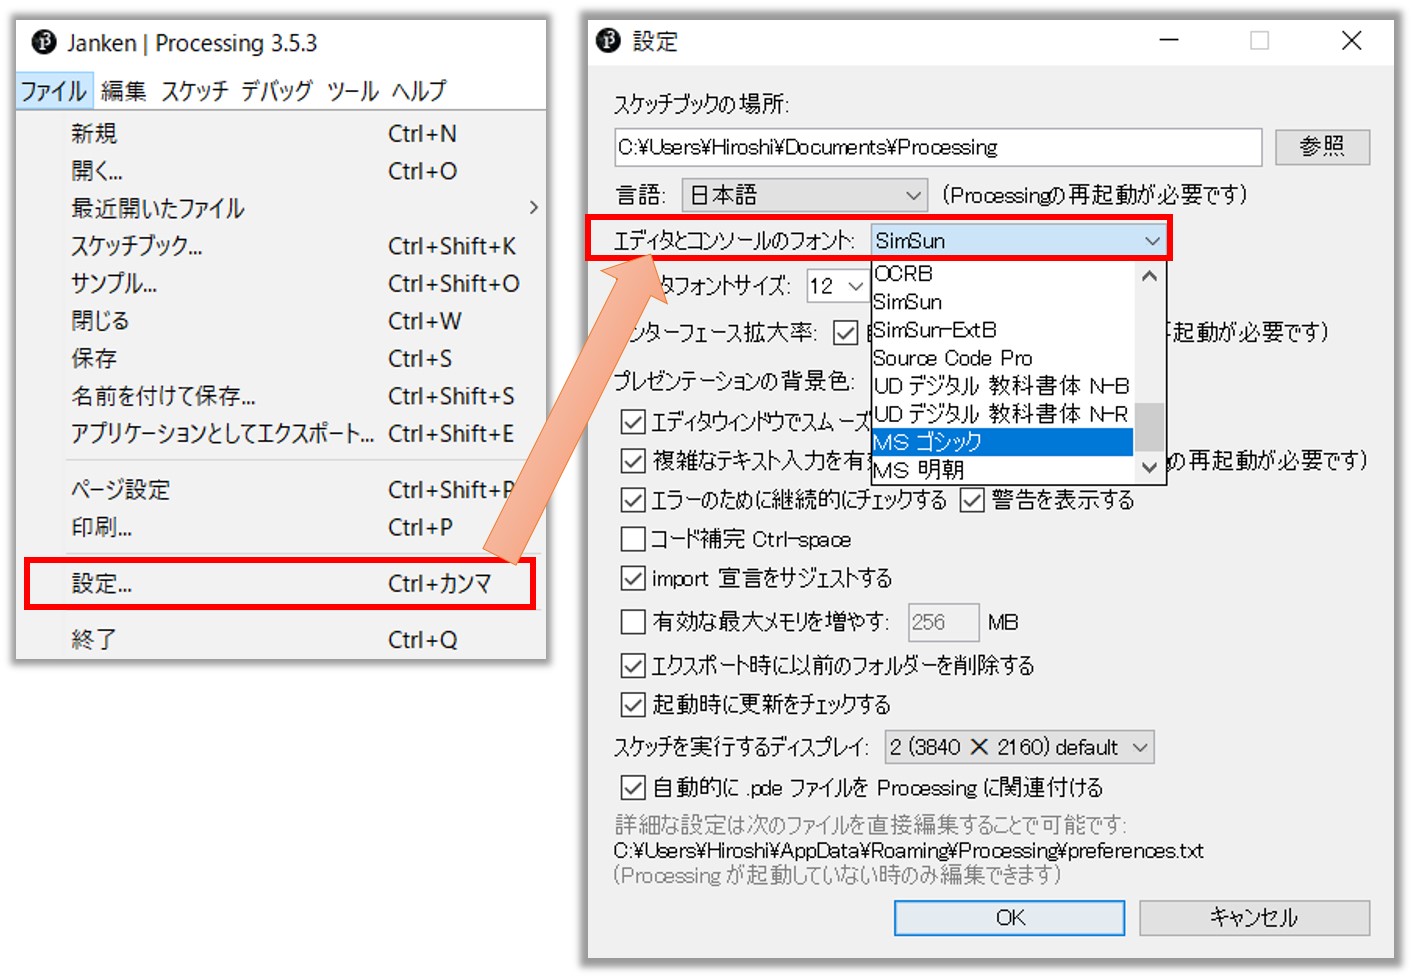 Janken | Processing 3.5.3
ファイル 編集 スケッチ デバッグ ツール ヘルプ
新規 Ctrl+N
開く... Ctrl+O
最近開いたファイル
スケッチブック... Ctrl+Shift+K
サンプル... Ctrl+Shift+O
閉じる Ctrl+W
保存 Ctrl+S
名前を付けて保存... Ctrl+Shift+S
アプリケーションとしてエクスポート... Ctrl+Shift+E
ページ設定 Ctrl+Shift+P
印刷... Ctrl+P
設定... Ctrl+カンマ
終了 Ctrl+Q
設定
スケッチブックの場所:
C:¥Users¥Hiroshi¥Documents¥Processing 参照
言語: 日本語 (Processingの再起動が必要です)
エディタとコンソールのフォント: SimSun
タフォントサイズ: 12
OCRB
SimSun
SimSun-ExtB
Source Code Pro
UD デジタル 教科書体 N-B
UD デジタル 教科書体 N-R
MS ゴシック
MS 明朝
ンターフェース拡大率: 再起動が必要です)
プレゼンテーションの背景色:
エディタウィンドウでスムーズ
複雑なテキスト入力を有 の再起動が必要です)
エラーのために継続的にチェックする 警告を表示する
コード補完 Ctrl-space
import 宣言をサジェストする
有効な最大メモリを増やす: 256 MB
エクスポート時に以前のフォルダーを削除する
起動時に更新をチェックする
スケッチを実行するディスプレイ: 2 (3840 × 2160) default
自動的に .pde ファイルを Processing に関連付ける
詳細な設定は次のファイルを直接編集することで可能です:
C:¥Users¥Hiroshi¥AppData¥Roaming¥Processing¥preferences.txt
(Processing が起動していない時のみ編集できます)
OK キャンセル